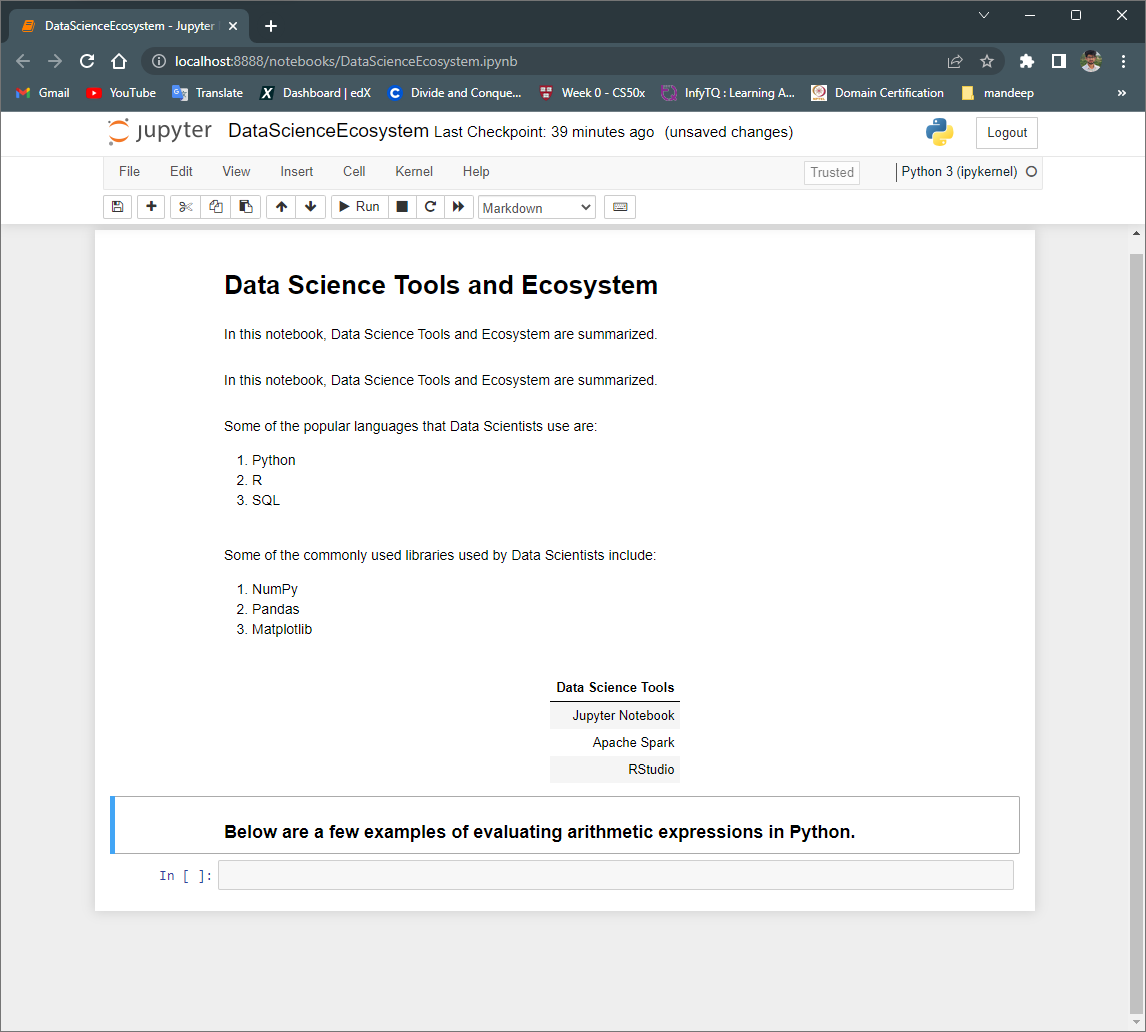 DataScienceEcosystem - Jupyter
localhost:8888/notebooks/DataScienceEcosystem.ipynb
Gmail YouTube Translate Dashboard | edX Divide and Conque... Week 0 - CS50x InfyTQ : Learning A... Domain Certification mandeep »
jupyter DataScienceEcosystem Last Checkpoint: 39 minutes ago (unsaved changes) Logout
File Edit View Insert Cell Kernel Help Trusted Python 3 (ipykernel)
Run Markdown
Data Science Tools and Ecosystem
In this notebook, Data Science Tools and Ecosystem are summarized.
In this notebook, Data Science Tools and Ecosystem are summarized.
Some of the popular languages that Data Scientists use are:
1. Python
2. R
3. SQL
Some of the commonly used libraries used by Data Scientists include:
1. NumPy
2. Pandas
3. Matplotlib
Data Science Tools
Jupyter Notebook
Apache Spark
RStudio
Below are a few examples of evaluating arithmetic expressions in Python.
In [ ]: